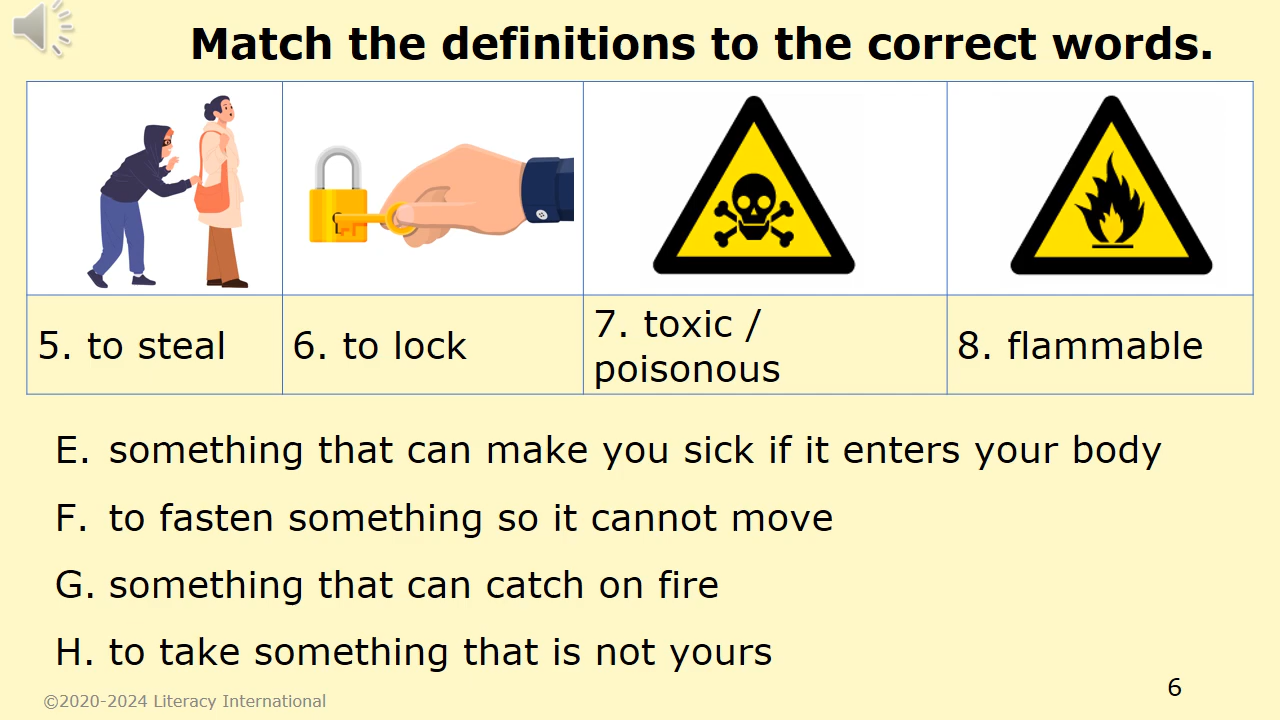 Match the definitions to the correct words.
5. to steal
6. to lock
7. toxic /
poisonous
8. flammable
E. something that can make you sick if it enters your body
F. to fasten something so it cannot move
G. something that can catch on fire
H. to take something that is not yours
©2020-2024 Literacy International
6